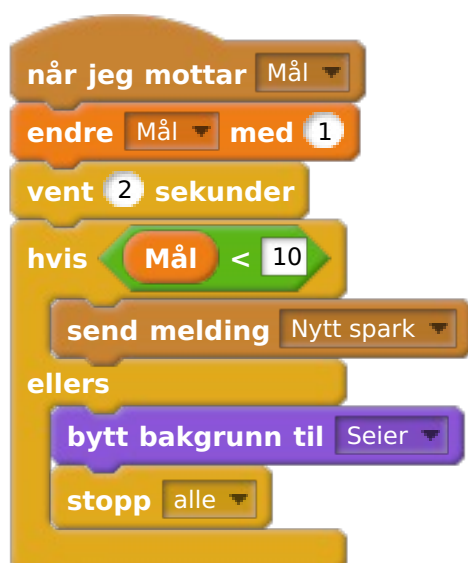 når jeg mottar Mål
endre Mål med 1
vent 2 sekunder
hvis Mål < 10
send melding Nytt spark
ellers
bytt bakgrunn til Seier
stopp alle